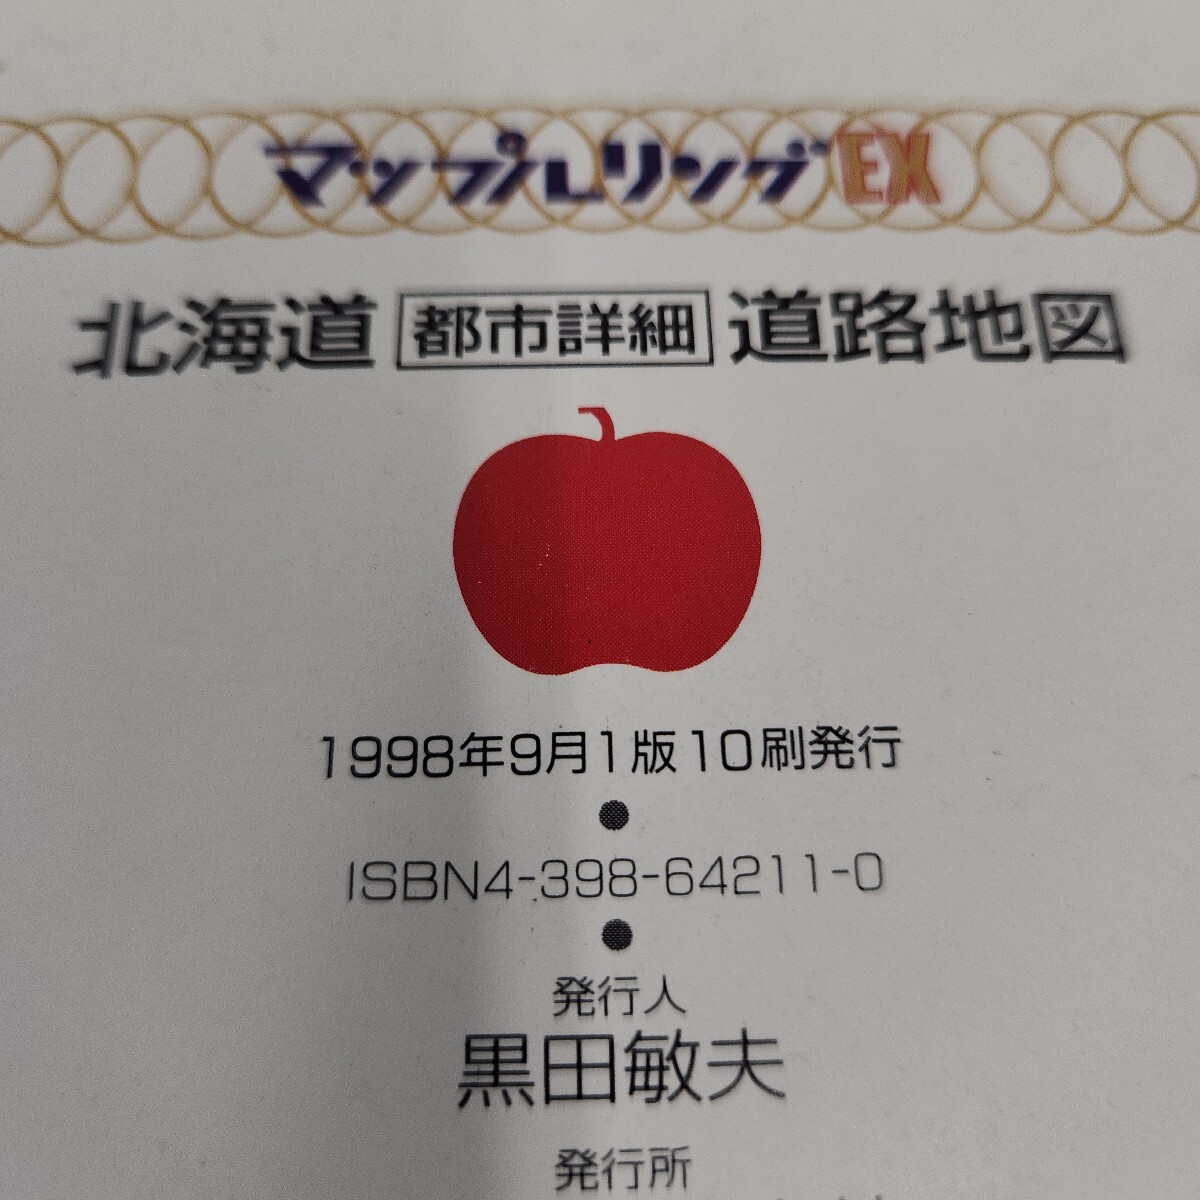 マップルリングEX
北海道 都市詳細 道路地図
1998年9月1版10刷発行
ISBN4-398-64211-0
発行人
黒田敏夫
発行所